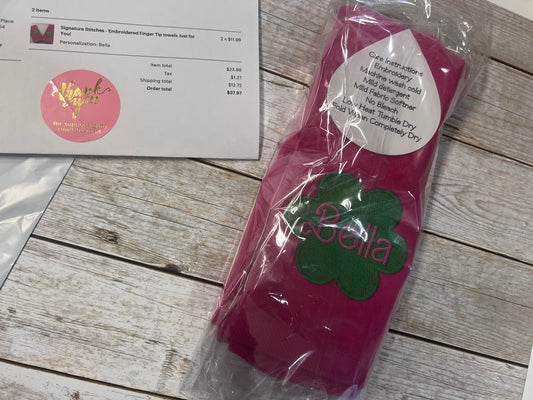 Place
2 items
Signature Stitches - Embroidered Finger Tip towels Just for
You!
2 x $11.99
Personalization: Bella
Item total
$23.98
Tax
$1.27
Shipping total
$12.72
Order total
$37.97
thank
you
Care Instructions
Embroidery
Machine wash cold
Mild detergent
Mild Fabric Softner
No Bleach
Low Heat Tumble Dry
Completely Dry
Bella